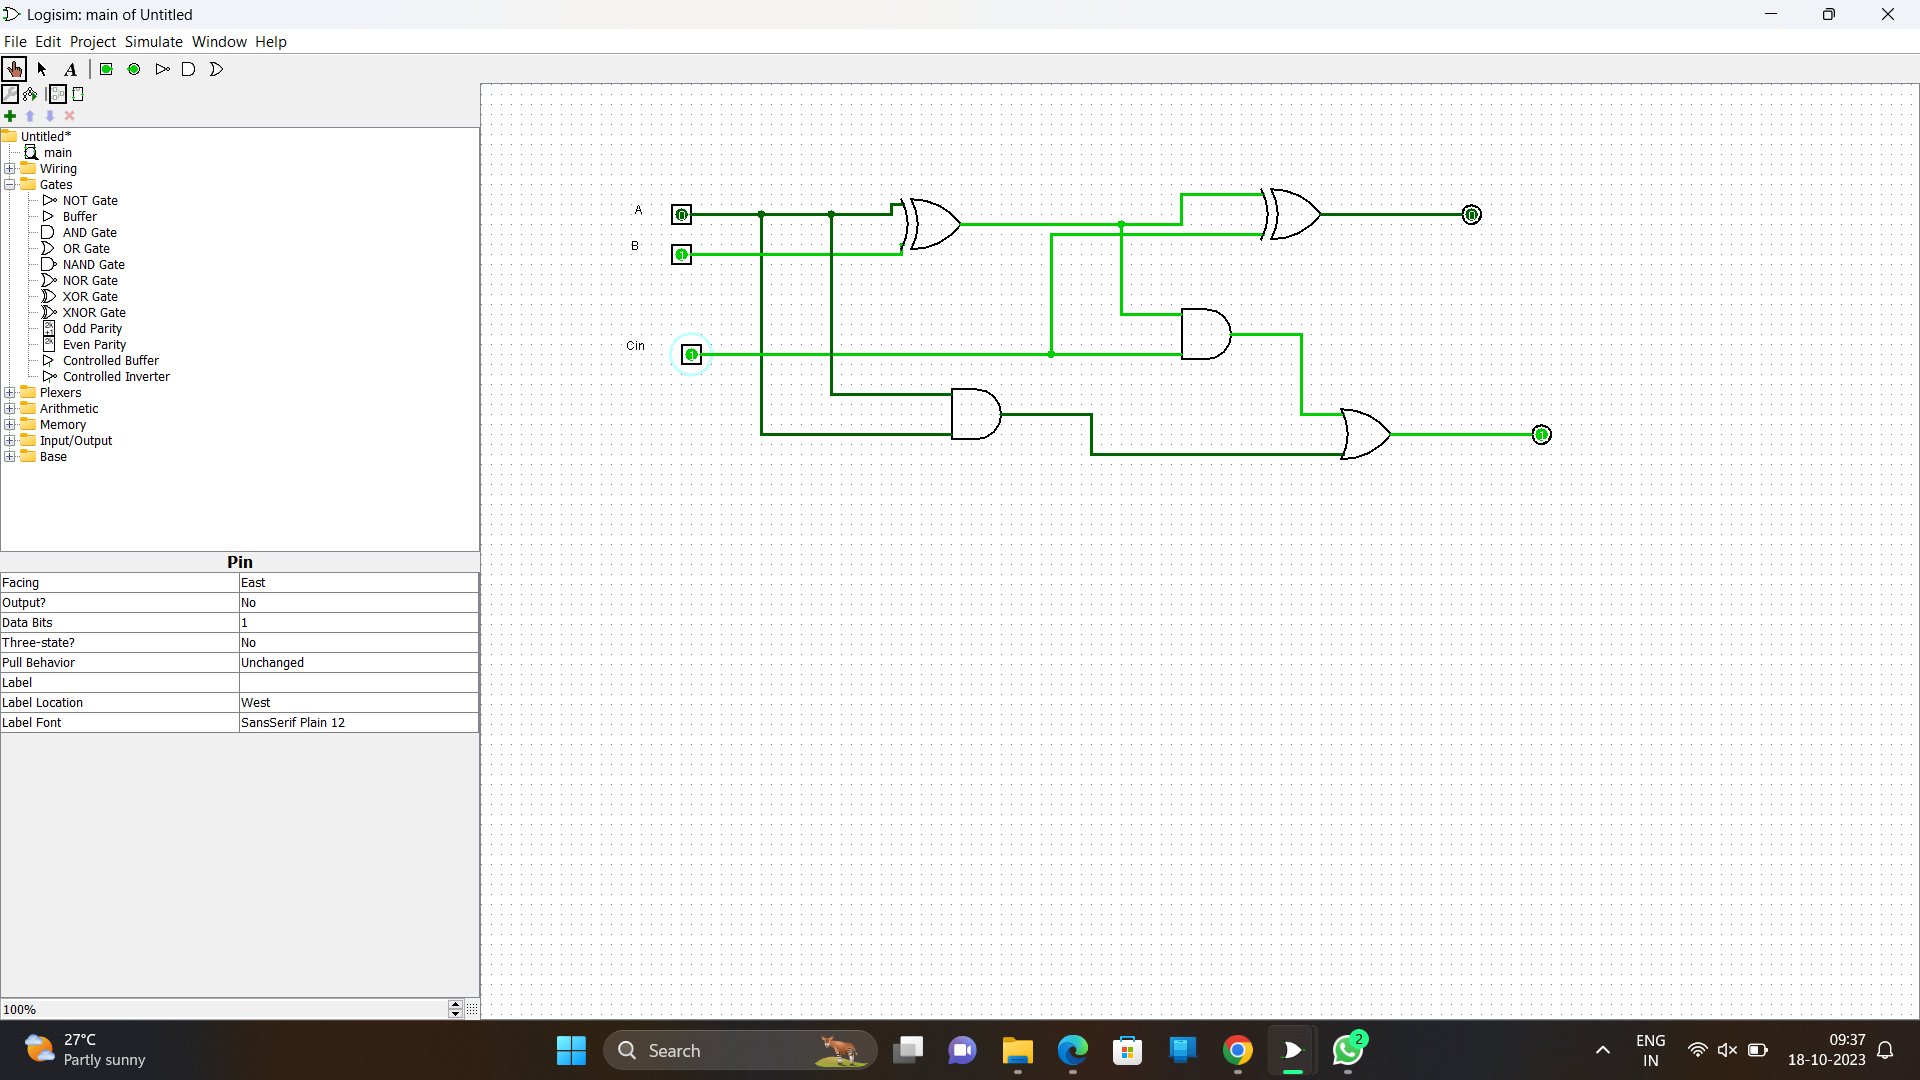 Logisim: main of Untitled
File Edit Project Simulate Window Help
A
Untitled*
main
Wiring
Gates
NOT Gate
Buffer
AND Gate
OR Gate
NAND Gate
NOR Gate
XOR Gate
XNOR Gate
Odd Parity
Even Parity
Controlled Buffer
Controlled Inverter
Plexers
Arithmetic
Memory
Input/Output
Base
Pin
Facing East
Output? No
Data Bits 1
Three-state? No
Pull Behavior Unchanged
Label
Label Location West
Label Font SansSerif Plain 12
100%
A 0 0
B 1
Cin 1
1
27°C
Partly sunny
Search
2
ENG
IN
09:37
18-10-2023